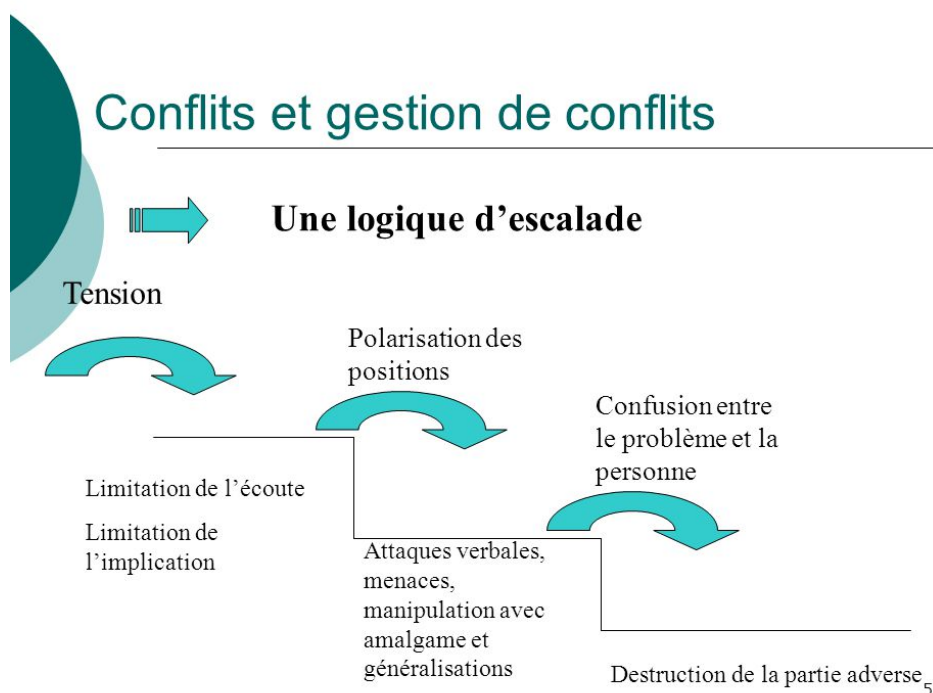 Conflits et gestion de conflits
Une logique d’escalade
Tension
Polarisation des
positions
Confusion entre
le problème et la
personne
Limitation de l’écoute
Limitation de
l’implication
Attaques verbales,
menaces,
manipulation avec
amalgame et
généralisations
Destruction de la partie adverse
5